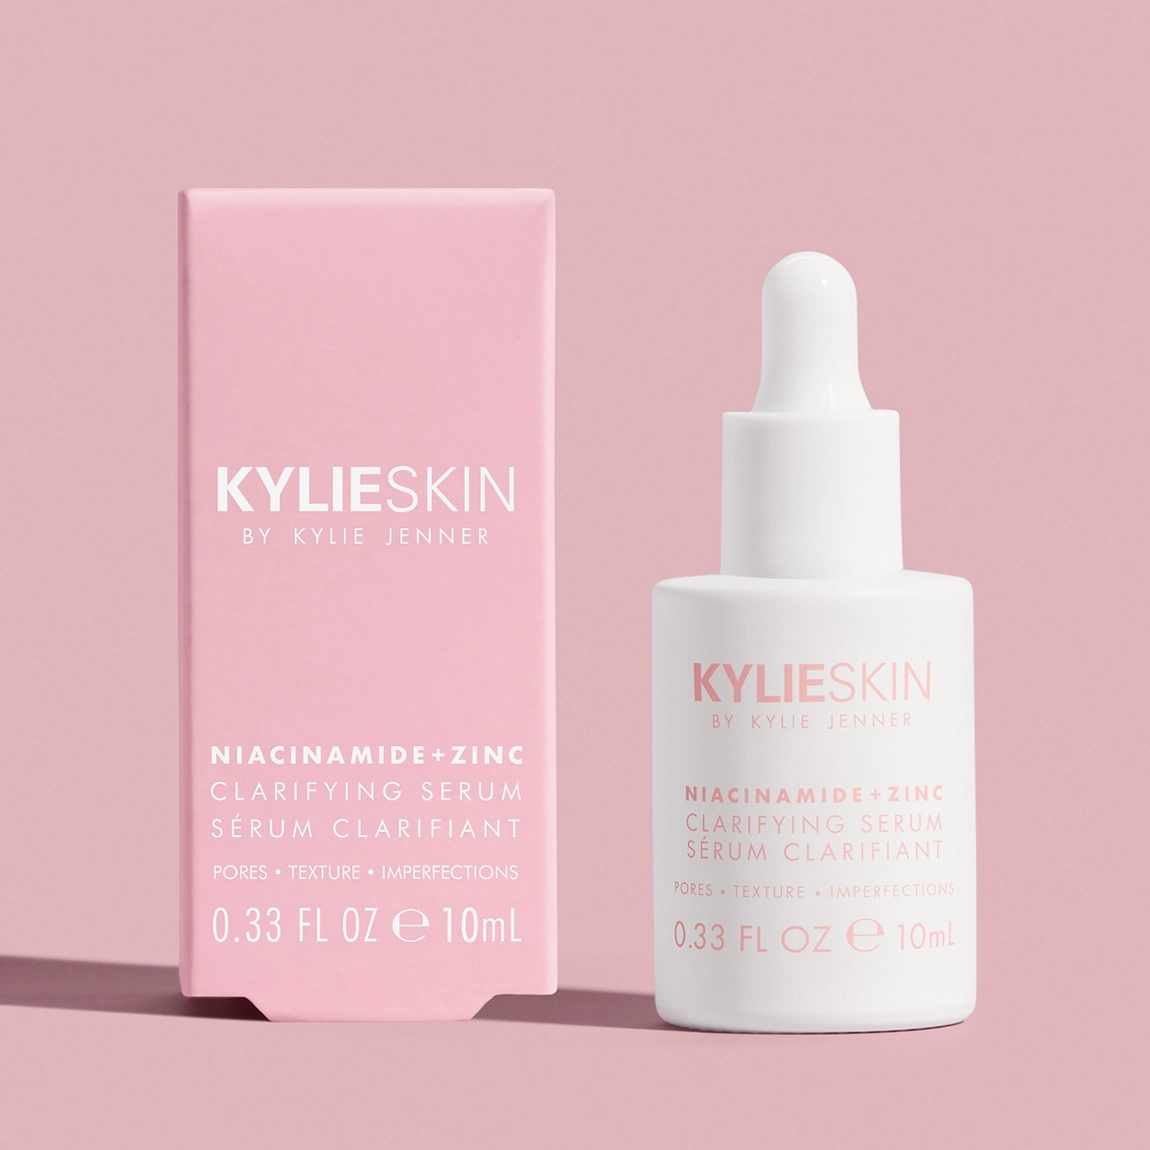 KYLIESKIN
BY KYLIE JENNER
NIACINAMIDE+ZINC
CLARIFYING SERUM
SÉRUM CLARIFIANT
PORES • TEXTURE • IMPERFECTIONS
0.33 FL OZ ℮ 10mL
KYLIESKIN
BY KYLIE JENNER
NIACINAMIDE+ZINC
CLARIFYING SERUM
SÉRUM CLARIFIANT
PORES • TEXTURE • IMPERFECTIONS
0.33 FL OZ ℮ 10mL